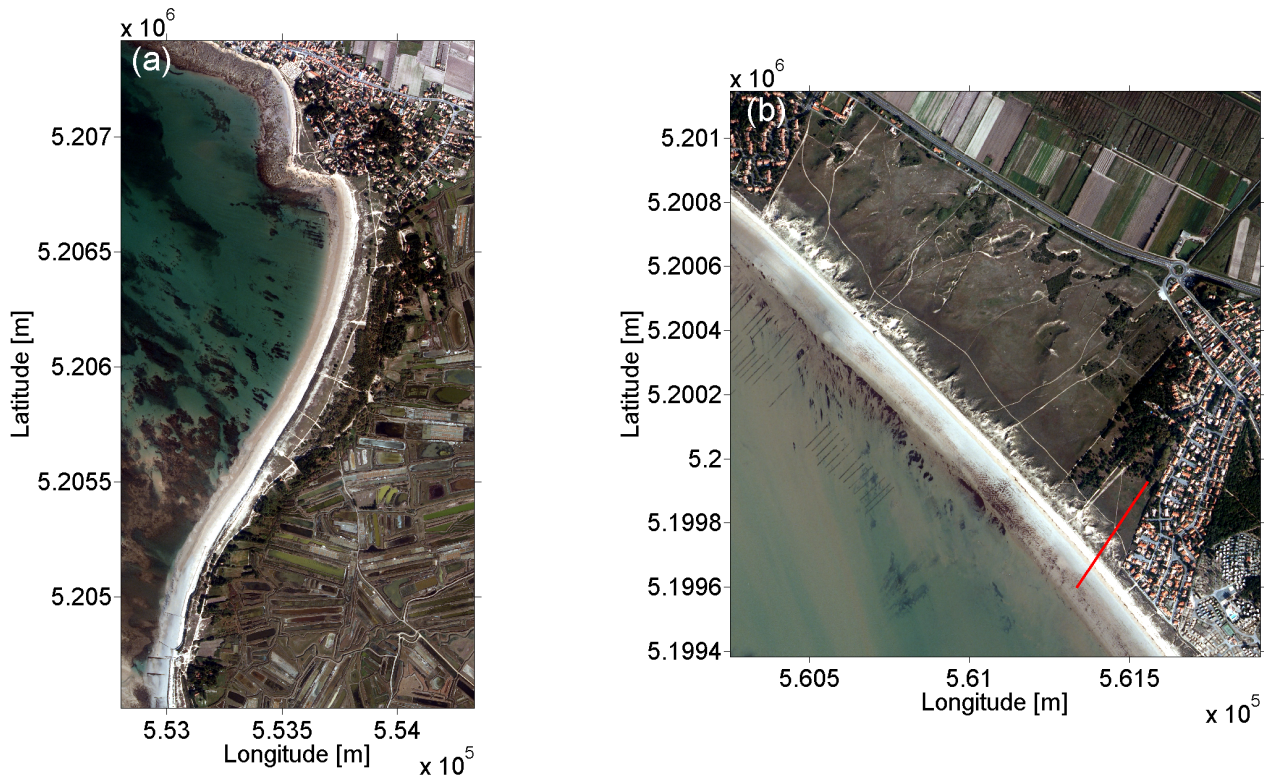 x 10^6
(a)
5.207
5.2065
5.206
5.2055
5.205
Latitude [m]
5.53
5.535
5.54
Longitude [m]
x 10^5
x 10^6
(b)
5.201
5.2008
5.2006
5.2004
5.2002
5.2
5.1998
5.1996
5.1994
Latitude [m]
5.605
5.61
5.615
Longitude [m]
x 10^5